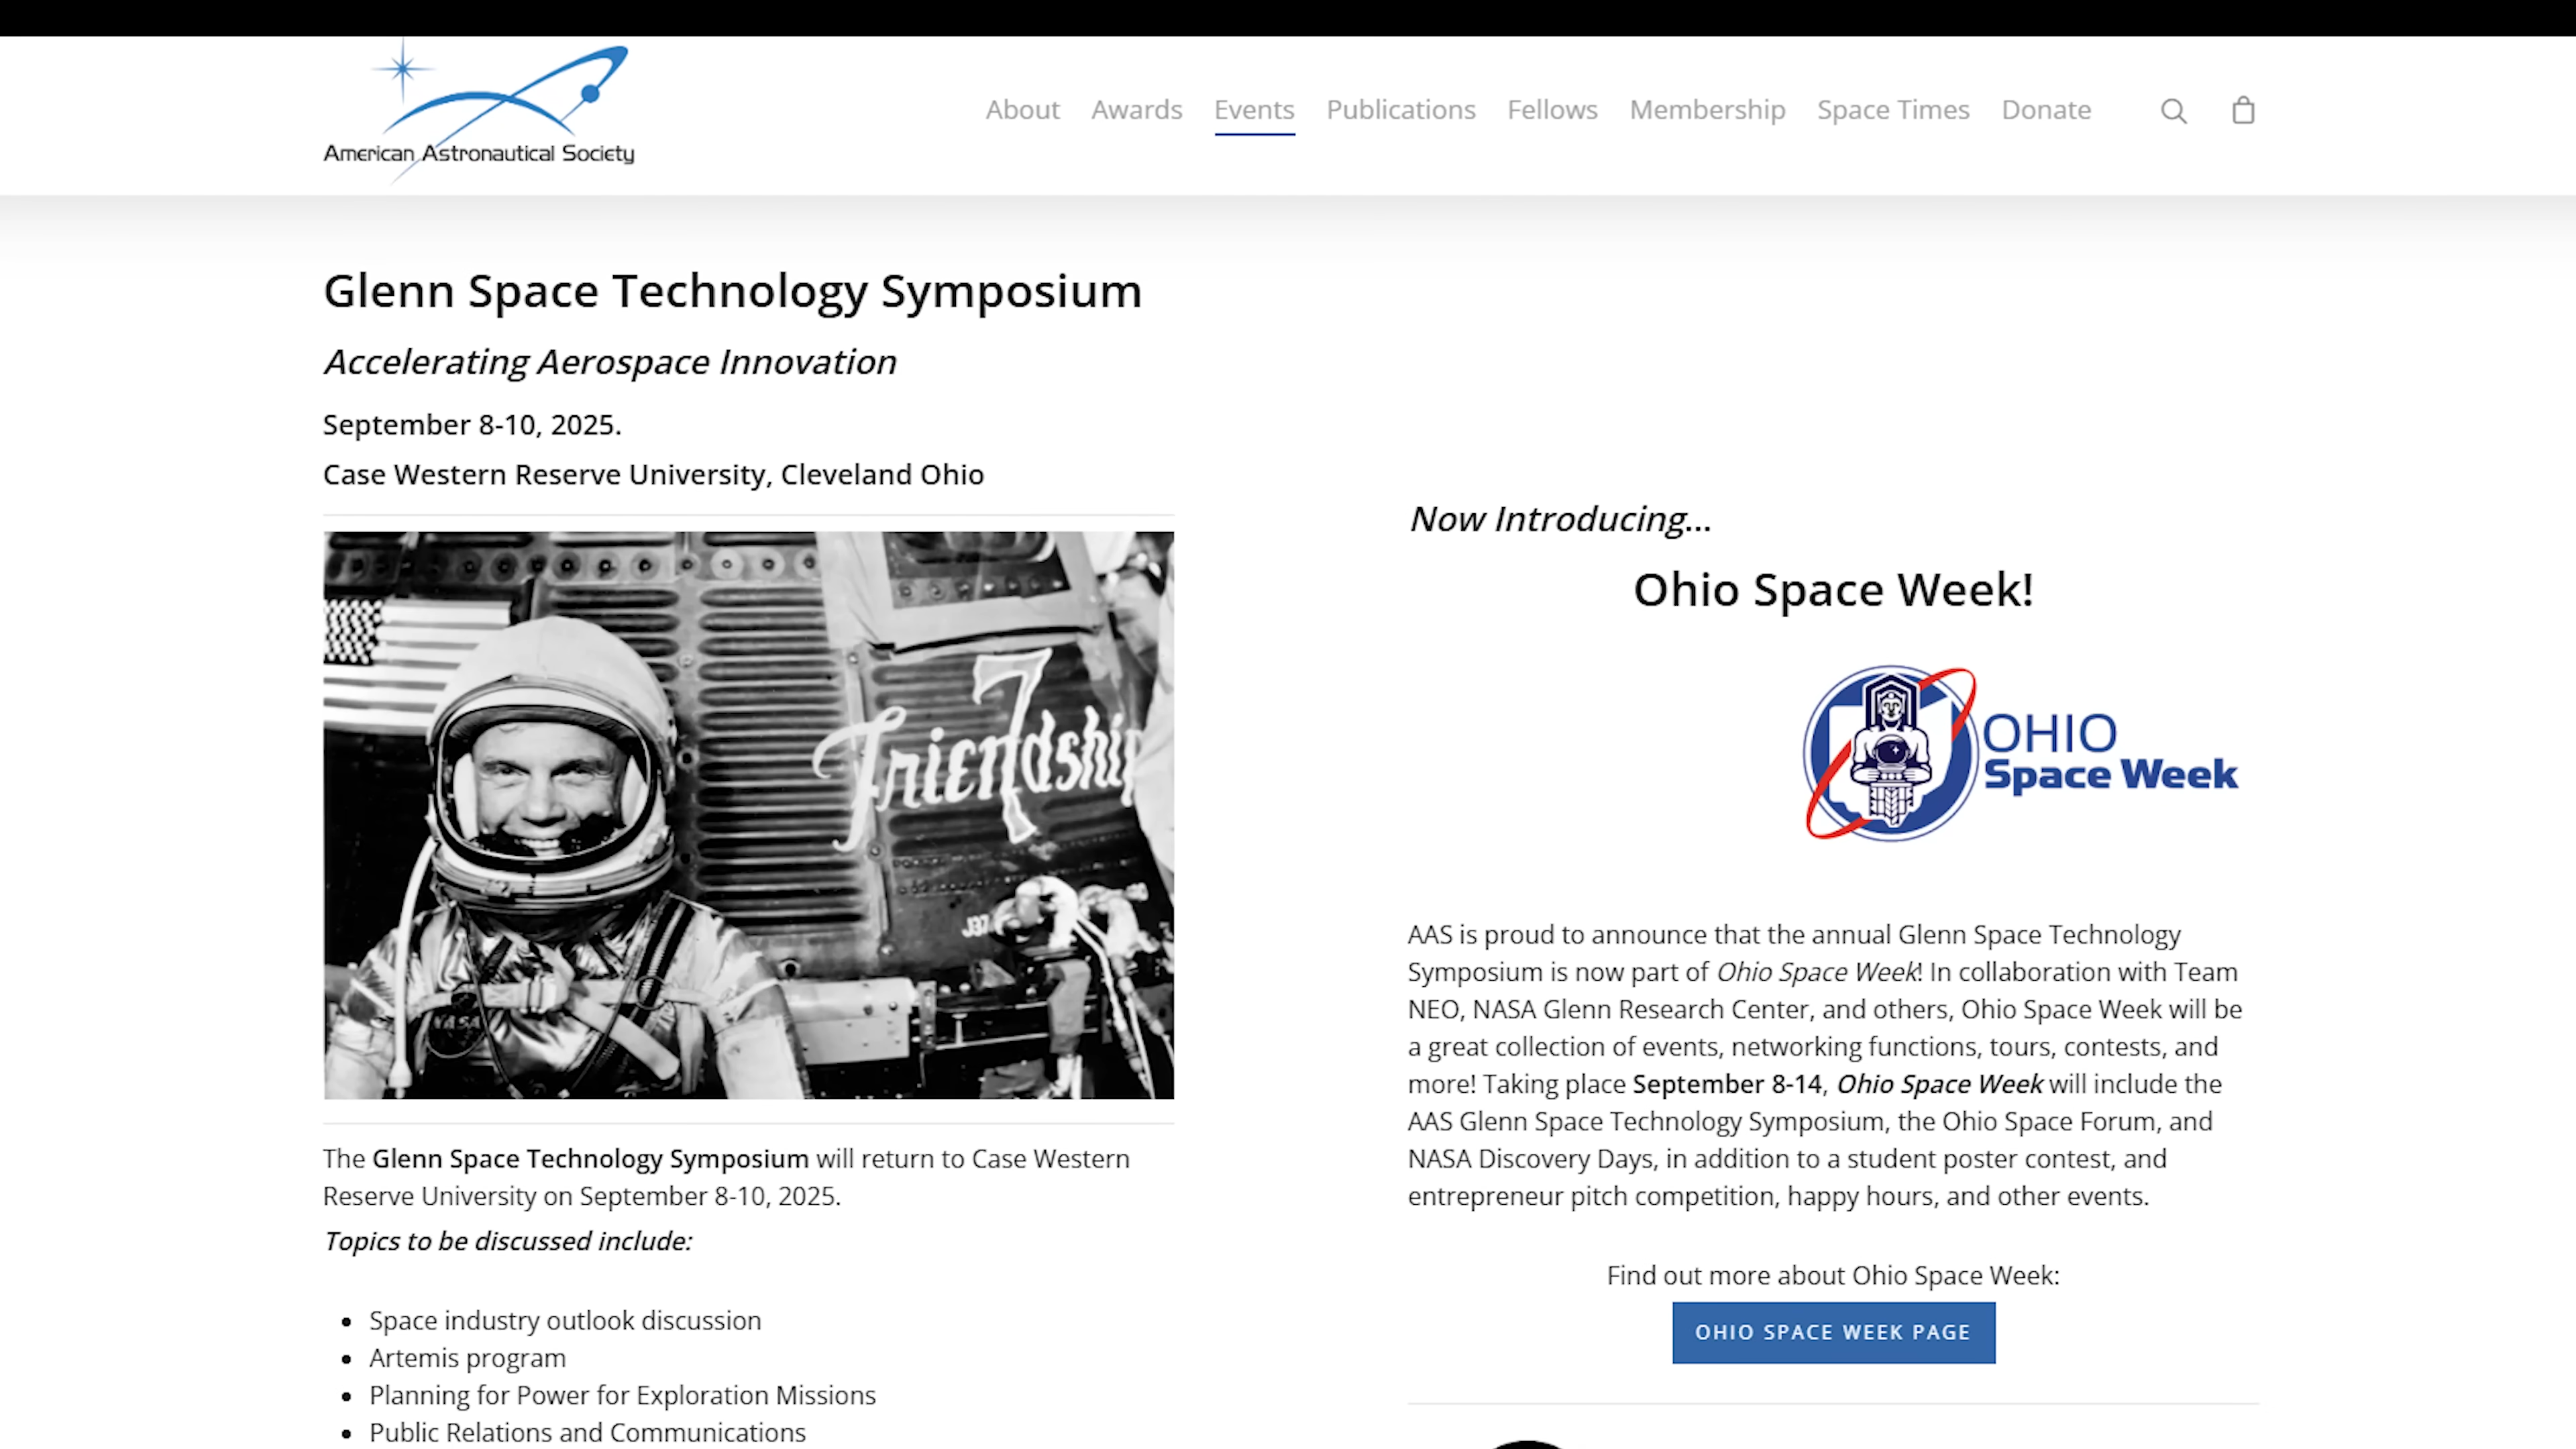 American Astronautical Society
About Awards Events Publications Fellows Membership Space Times Donate
Glenn Space Technology Symposium
Accelerating Aerospace Innovation
September 8-10, 2025.
Case Western Reserve University, Cleveland Ohio
Friendship
7
NASA
The Glenn Space Technology Symposium will return to Case Western
Reserve University on September 8-10, 2025.
Topics to be discussed include:
• Space industry outlook discussion
• Artemis program
• Planning for Power for Exploration Missions
• Public Relations and Communications
Now Introducing...
Ohio Space Week!
OHIO
Space Week
AAS is proud to announce that the annual Glenn Space Technology
Symposium is now part of Ohio Space Week! In collaboration with Team
NEO, NASA Glenn Research Center, and others, Ohio Space Week will be
a great collection of events, networking functions, tours, contests, and
more! Taking place September 8-14, Ohio Space Week will include the
AAS Glenn Space Technology Symposium, the Ohio Space Forum, and
NASA Discovery Days, in addition to a student poster contest, and
entrepreneur pitch competition, happy hours, and other events.
Find out more about Ohio Space Week:
OHIO SPACE WEEK PAGE